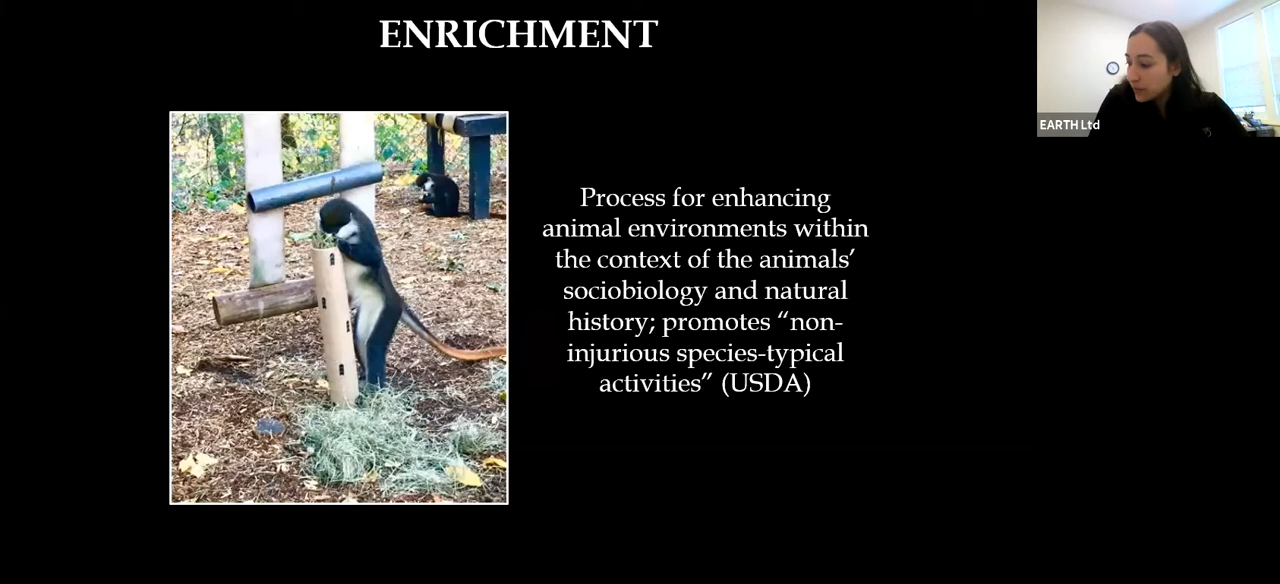 ENRICHMENT
EARTH Ltd
Process for enhancing
animal environments within
the context of the animals’
sociobiology and natural
history; promotes “non-
injurious species-typical
activities” (USDA)